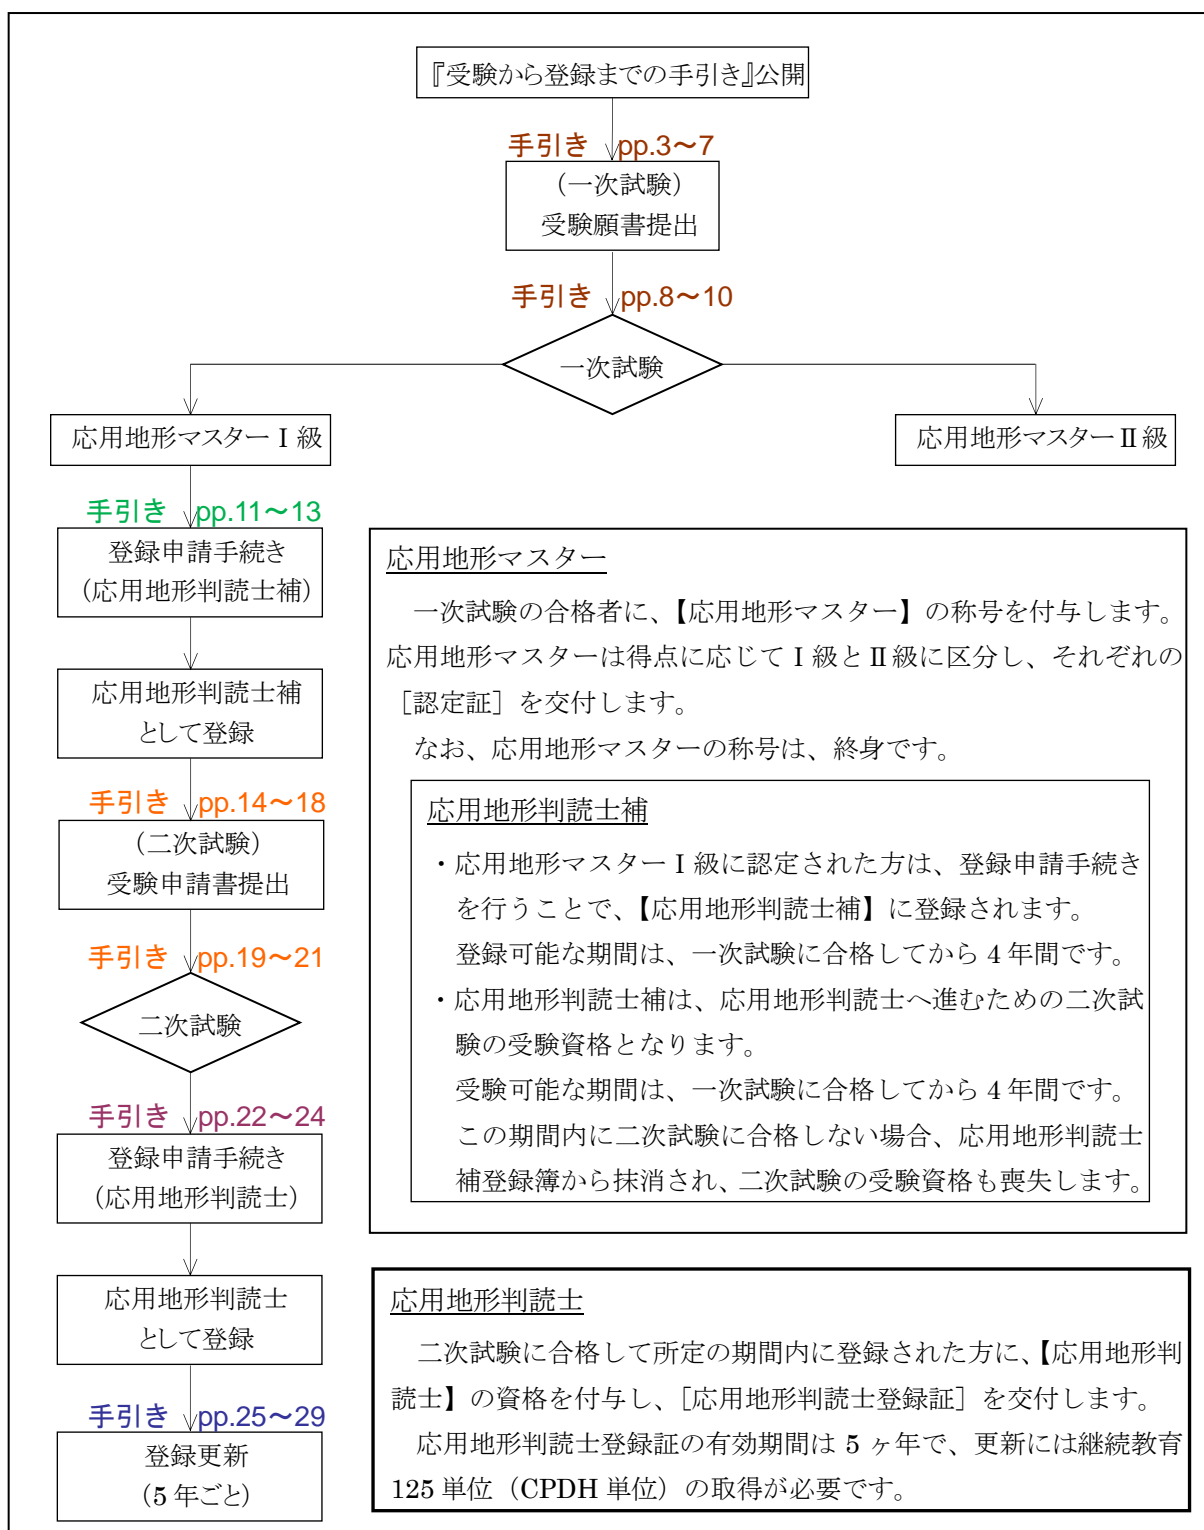 『受験から登録までの手引き』公開
手引き pp.3～7
（一次試験）
受験願書提出
手引き pp.8～10
一次試験
応用地形マスターⅠ級
応用地形マスターⅡ級
手引き pp.11～13
登録申請手続き
（応用地形判読士補）
応用地形判読士補
として登録
手引き pp.14～18
（二次試験）
受験申請書提出
手引き pp.19～21
二次試験
手引き pp.22～24
登録申請手続き
（応用地形判読士）
応用地形判読士
として登録
手引き pp.25～29
登録更新
（5 年ごと）
応用地形マスター
一次試験の合格者に、【応用地形マスター】の称号を付与します。
応用地形マスターは得点に応じてⅠ級とⅡ級に区分し、それぞれの
［認定証］を交付します。
なお、応用地形マスターの称号は、終身です。
応用地形判読士補
・応用地形マスターⅠ級に認定された方は、登録申請手続き
を行うことで、【応用地形判読士補】に登録されます。
登録可能な期間は、一次試験に合格してから 4 年間です。
・応用地形判読士補は、応用地形判読士へ進むための二次試
験の受験資格となります。
受験可能な期間は、一次試験に合格してから 4 年間です。
この期間内に二次試験に合格しない場合、応用地形判読士
補登録簿から抹消され、二次試験の受験資格も喪失します。
応用地形判読士
二次試験に合格して所定の期間内に登録された方に、【応用地形判
読士】の資格を付与し、［応用地形判読士登録証］を交付します。
応用地形判読士登録証の有効期間は 5 ヶ年で、更新には継続教育
125 単位（CPDH 単位）の取得が必要です。